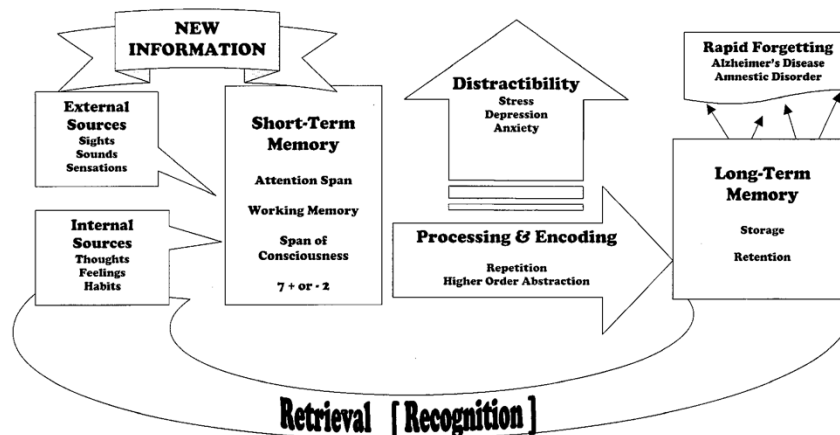 NEW
INFORMATION
External
Sources
Sights
Sounds
Sensations
Internal
Sources
Thoughts
Feelings
Habits
Short-Term
Memory
Attention Span
Working Memory
Span of
Consciousness
7 + or - 2
Distractibility
Stress
Depression
Anxiety
Processing & Encoding
Repetition
Higher Order Abstraction
Rapid Forgetting
Alzheimer's Disease
Amnestic Disorder
Long-Term
Memory
Storage
Retention
Retrieval [ Recognition ]